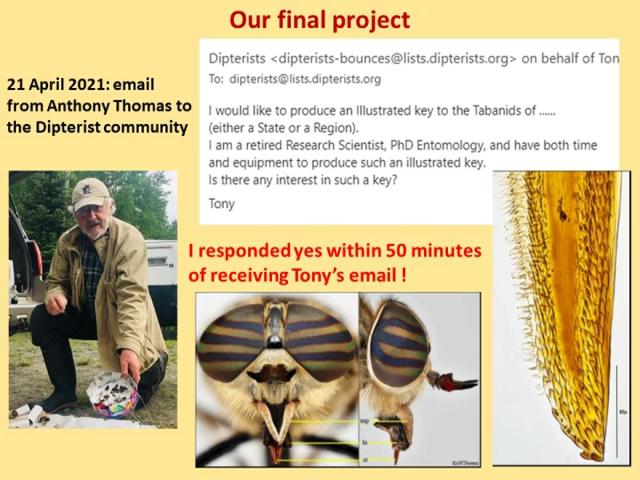 Our final project
21 April 2021: email
from Anthony Thomas to
the Dipterist community
Dipterists <dipterists-bounces@lists.dipterists.org> on behalf of Ton
To: dipterists@lists.dipterists.org
I would like to produce an Illustrated key to the Tabanids of ......
(either a State or a Region).
I am a retired Research Scientist, PhD Entomology, and have both time
and equipment to produce such an illustrated key.
Is there any interest in such a key?
Tony
I responded yes within 50 minutes
of receiving Tony's email !
mp